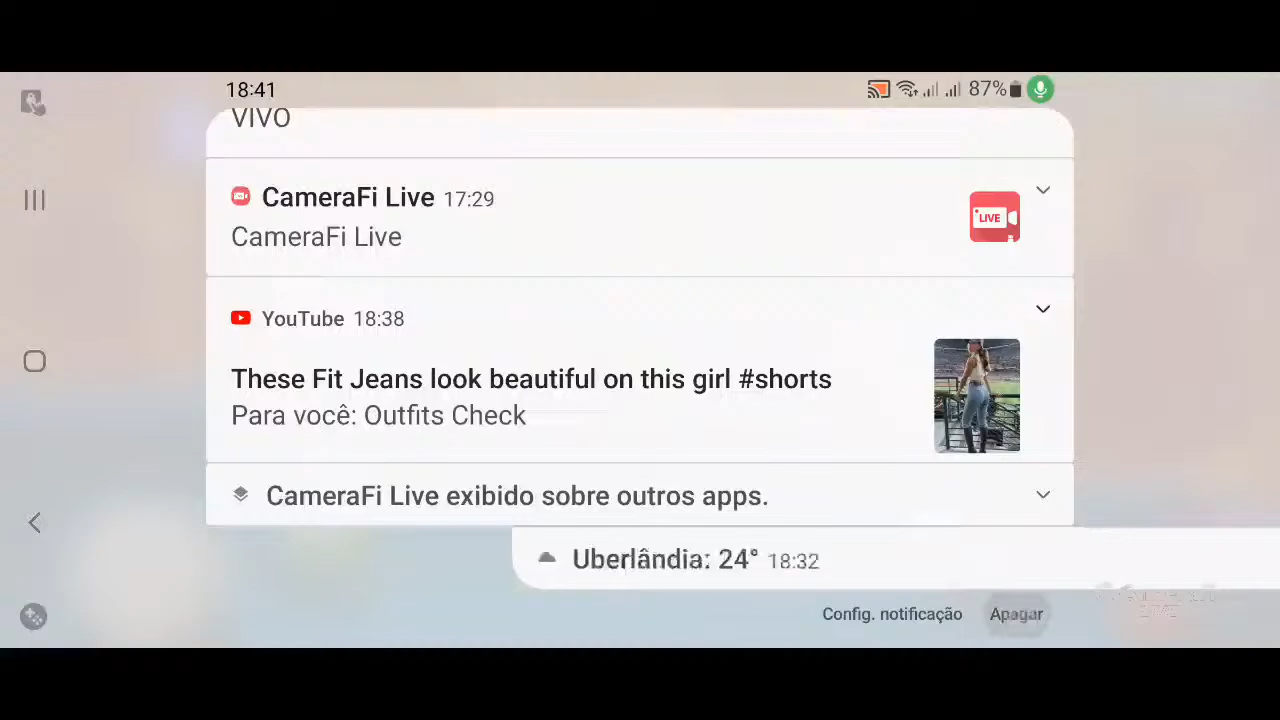 18:41
87%
VIVO
CameraFi Live 17:29
CameraFi Live
LIVE
YouTube 18:38
These Fit Jeans look beautiful on this girl #shorts
Para você: Outfits Check
CameraFi Live exibido sobre outros apps.
Uberlândia: 24° 18:32
Config. notificação Apagar
LIVE